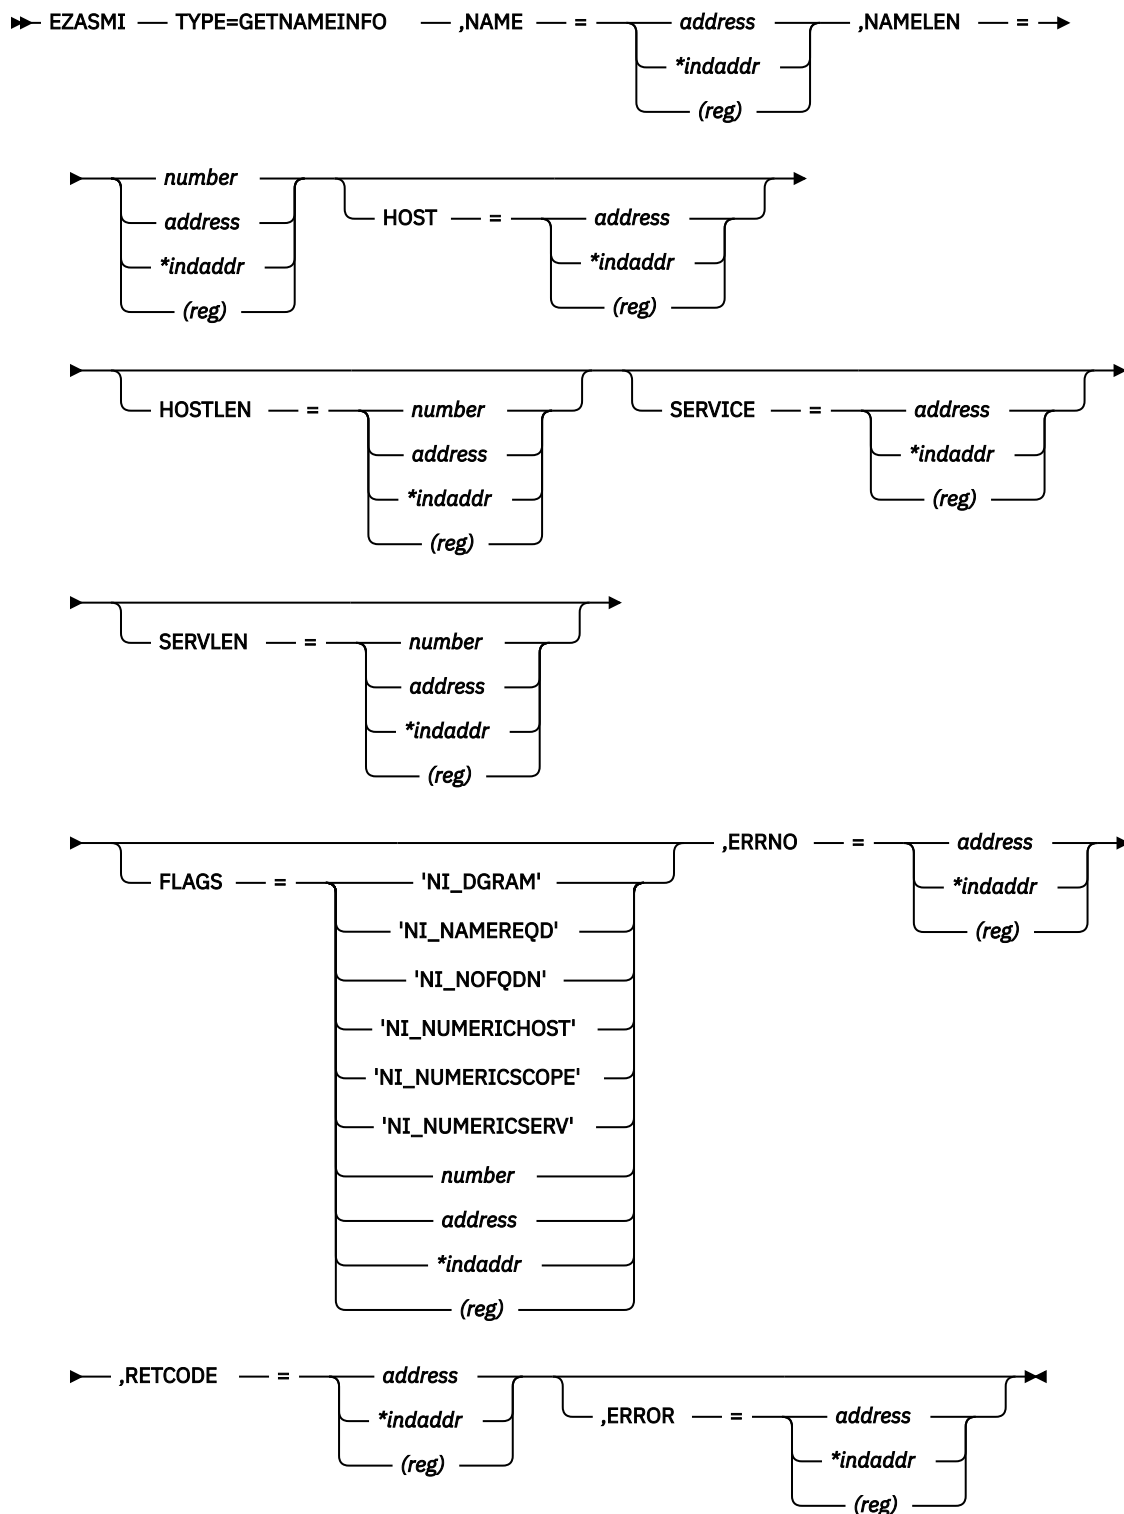 EZASMI TYPE=GETNAMEINFO ,NAME = address ,NAMELEN =
*indaddr
(reg)
number
address
*indaddr
(reg)
HOST = address
*indaddr
(reg)
HOSTLEN = number
address
*indaddr
(reg)
SERVICE = address
*indaddr
(reg)
SERVLEN = number
address
*indaddr
(reg)
FLAGS = 'NI_DGRAM'
'NI_NAMEREQD'
'NI_NOFQDN'
'NI_NUMERICHOST'
'NI_NUMERICSCOPE'
'NI_NUMERICSERV'
number
address
*indaddr
(reg)
,ERRNO = address
*indaddr
(reg)
,RETCODE = address
*indaddr
(reg)
,ERROR = address
*indaddr
(reg)